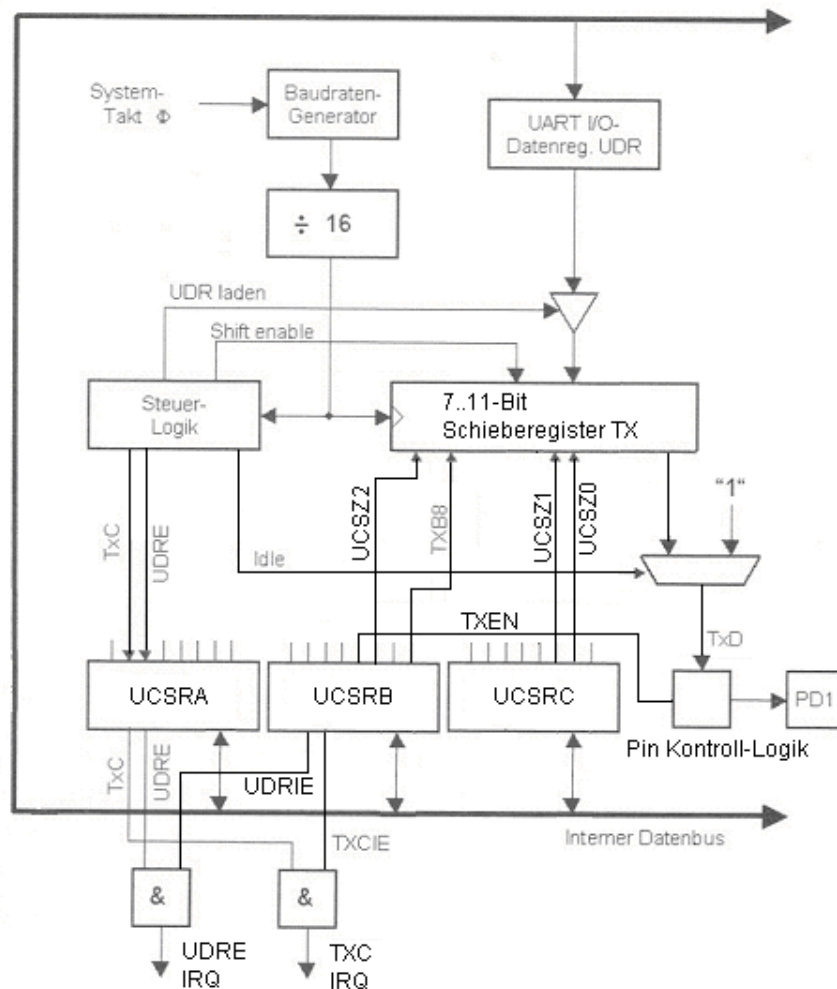 System-
Takt Φ
Baudraten-
Generator
UART I/O-
Datenreg. UDR
÷ 16
UDR laden
Shift enable
Steuer-
Logik
7..11-Bit
Schieberegister TX
"1"
TxC
UDRE
UCSZ2
TXB8
UCSZ1
UCSZ0
Idle
TXEN
TxD
UCSRA
UCSRB
UCSRC
PD1
Pin Kontroll-Logik
TxC
UDRE
UDRIE
TXCIE
Interner Datenbus
&
&
UDRE
IRQ
TXC
IRQ